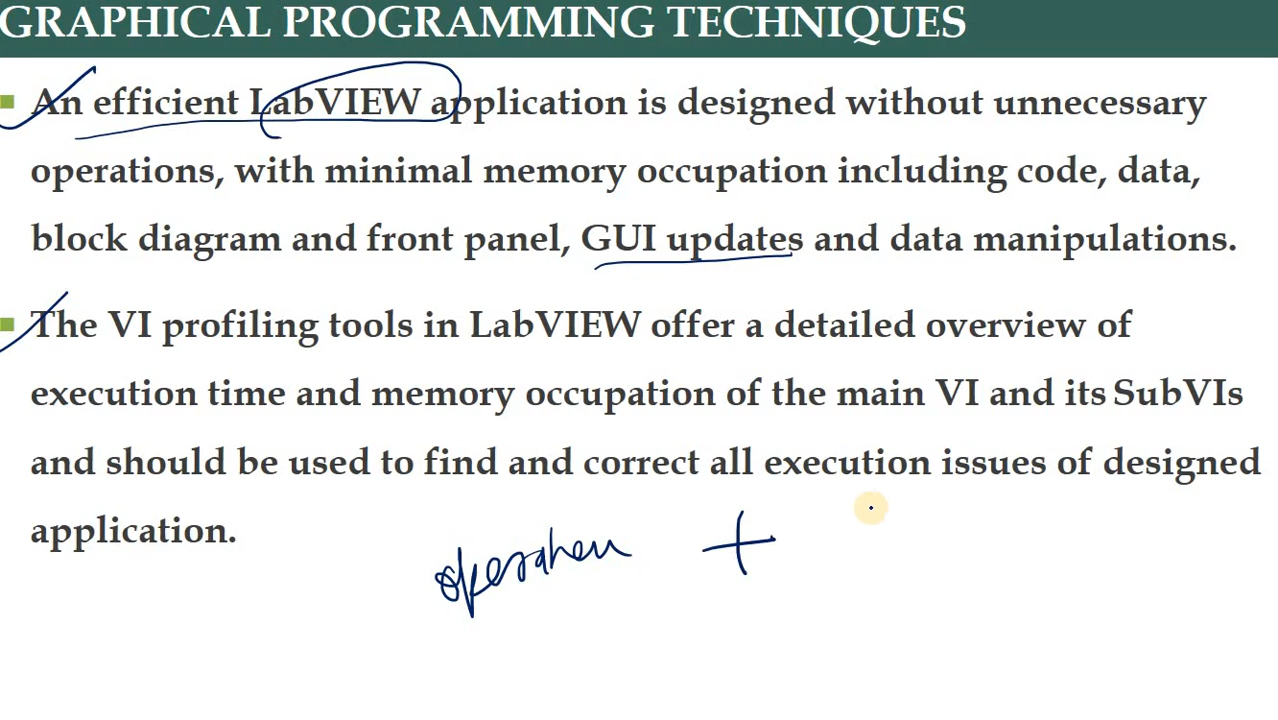 GRAPHICAL PROGRAMMING TECHNIQUES
An efficient LabVIEW application is designed without unnecessary
operations, with minimal memory occupation including code, data,
block diagram and front panel, GUI updates and data manipulations.
The VI profiling tools in LabVIEW offer a detailed overview of
execution time and memory occupation of the main VI and its SubVIs
and should be used to find and correct all execution issues of designed
application.
operation +